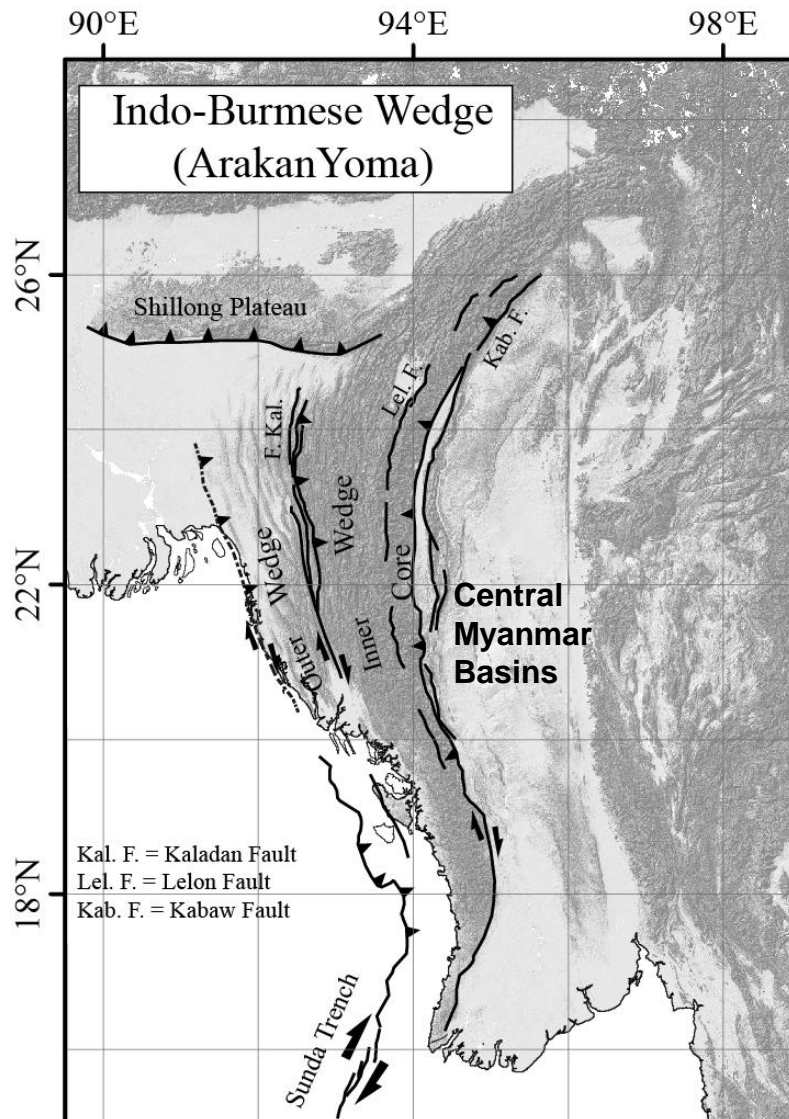 90°E
94°E
98°E
Indo-Burmese Wedge
(ArakanYoma)
26°N
Shillong Plateau
Kab. F.
Lel. F.
F. Kal.
Wedge
Wedge
Core
22°N
Central
Myanmar
Basins
Outer
Inner
Kal. F. = Kaladan Fault
Lel. F. = Lelon Fault
Kab. F. = Kabaw Fault
18°N
Sunda Trench